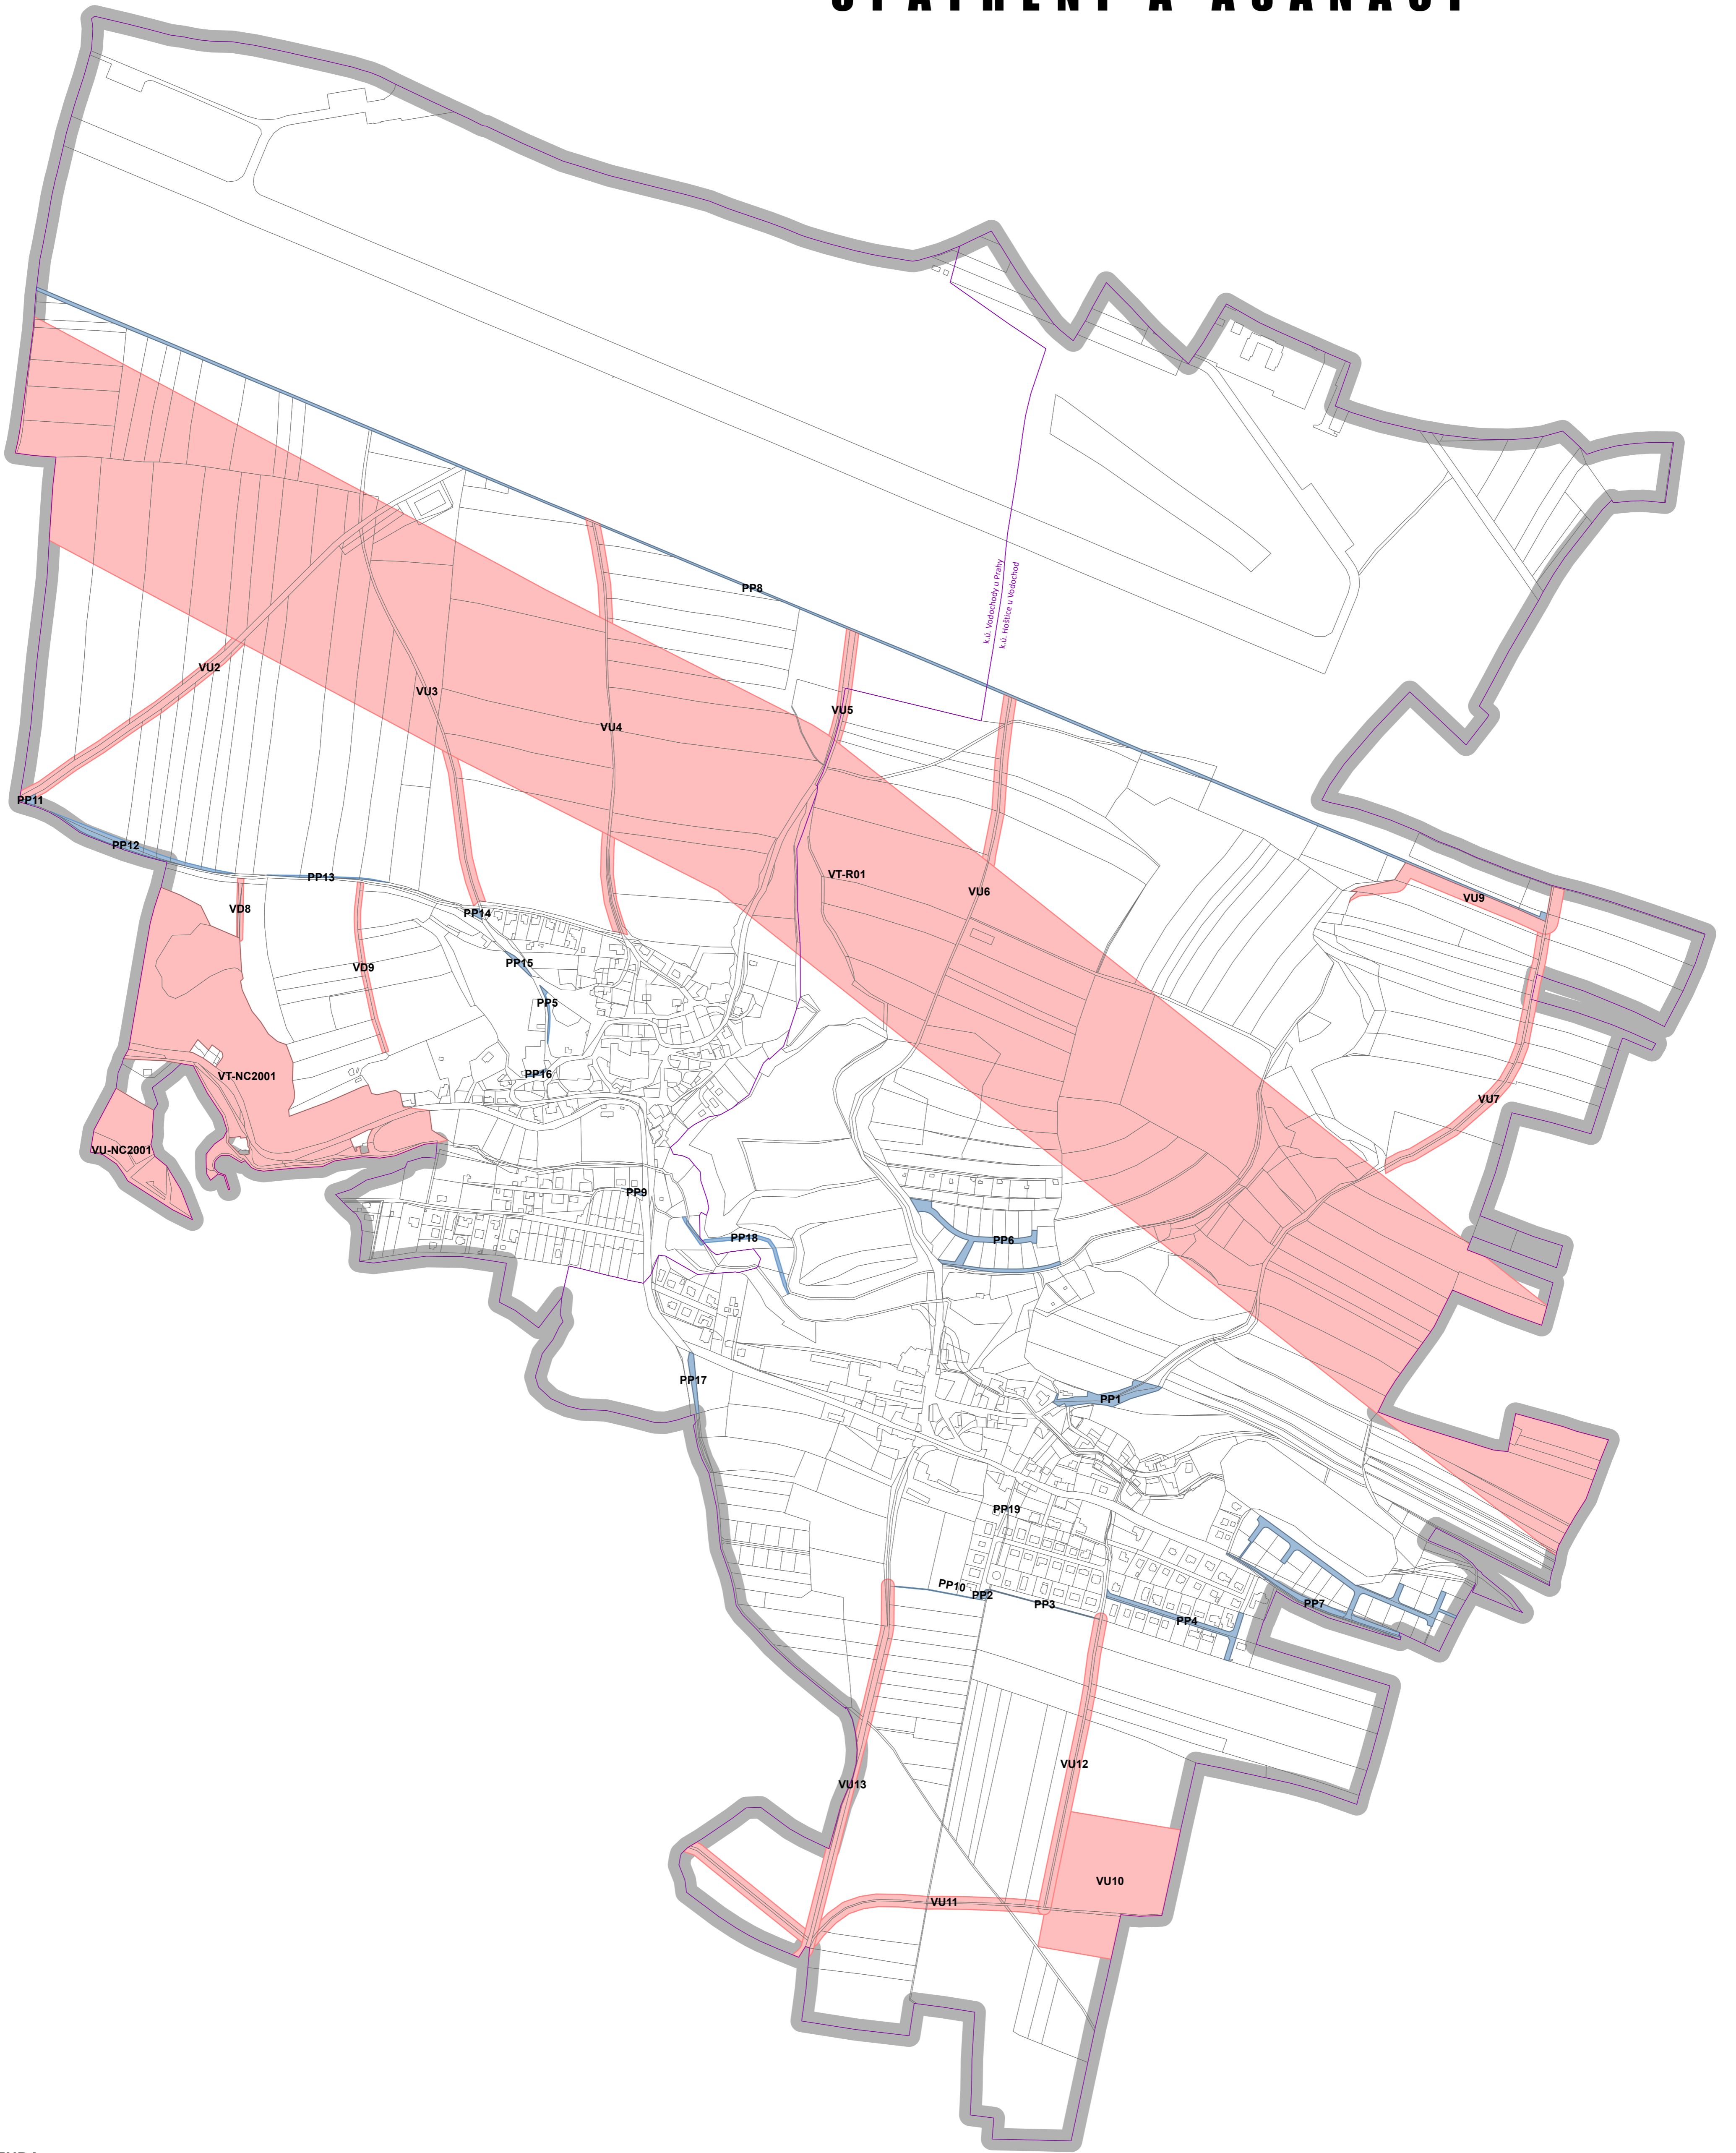 PP8
k.ú. Vodochody u Prahy
k.ú. Hoštice u Vodochod
VU2
VU3
VU5
VU4
PP11
PP12
VT-R01
PP13
VU6
VU9
VD8
PP14
PP15
VD9
PP5
PP16
VT-NC2001
VU7
VU-NC2001
PP9
PP18
PP6
PP17
PP1
PP19
PP10
PP2
PP3
PP7
PP4
VU12
VU13
VU10
VU11